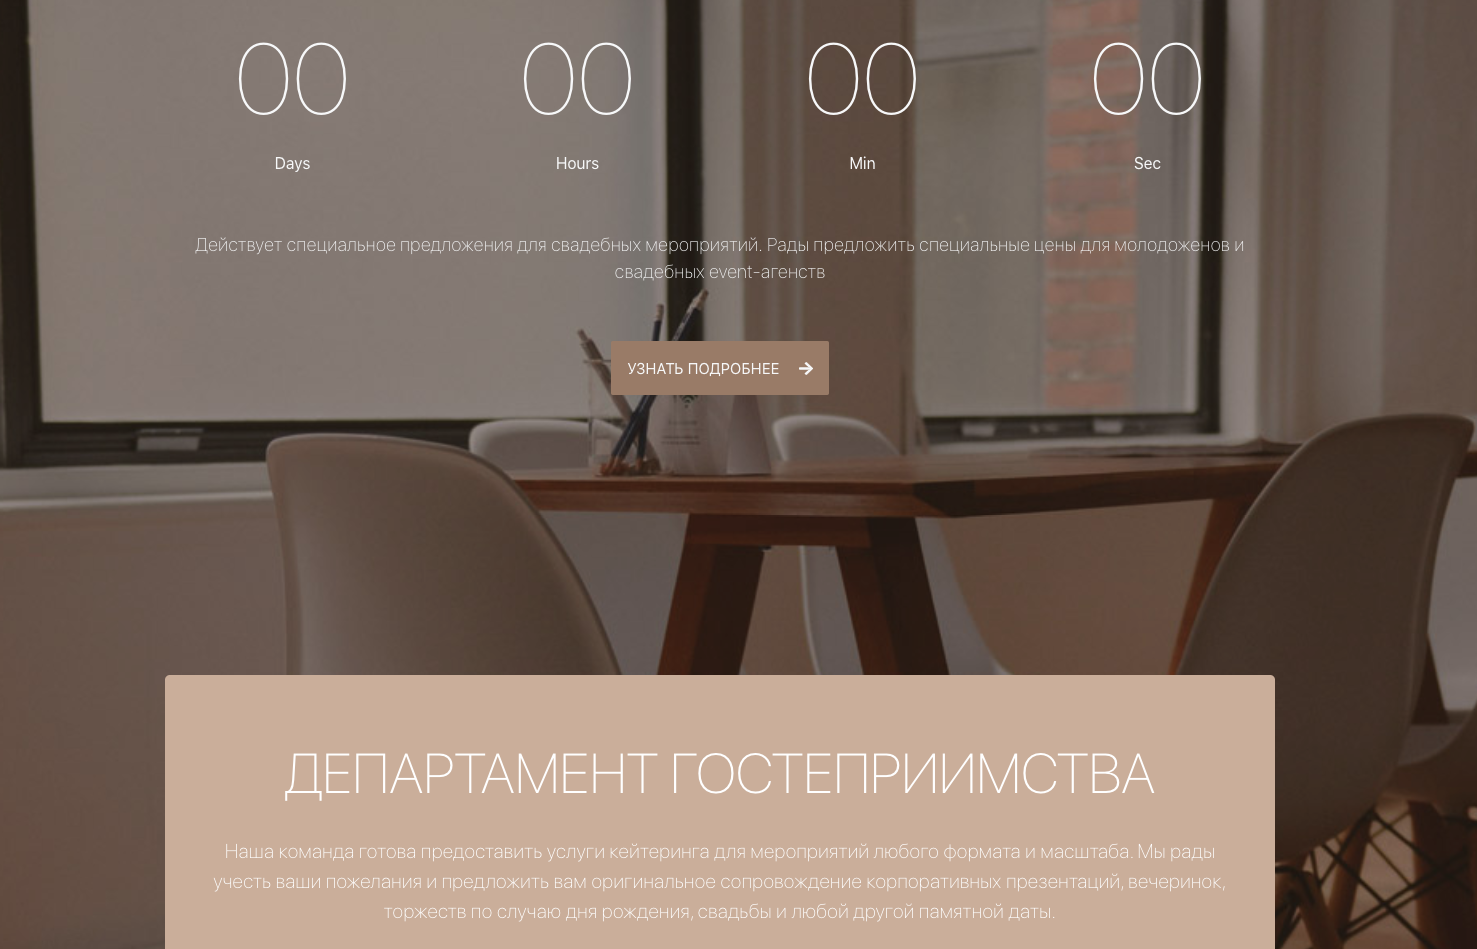 00 00 00 00
Days Hours Min Sec
Действует специальное предложения для свадебных мероприятий. Рады предложить специальные цены для молодоженов и
свадебных event-агенств
УЗНАТЬ ПОДРОБНЕЕ
ДЕПАРТАМЕНТ ГОСТЕПРИИМСТВА
Наша команда готова предоставить услуги кейтеринга для мероприятий любого формата и масштаба. Мы рады
учесть ваши пожелания и предложить вам оригинальное сопровождение корпоративных презентаций, вечеринок,
торжеств по случаю дня рождения, свадьбы и любой другой памятной даты.